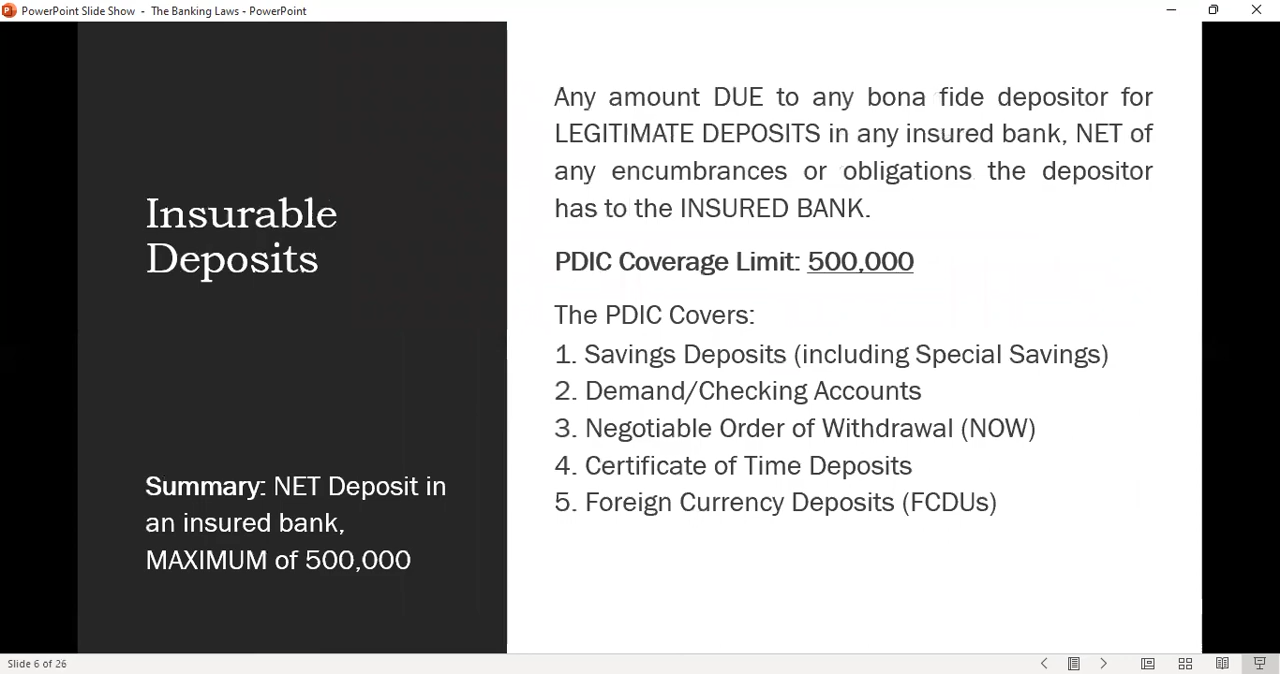 PowerPoint Slide Show - The Banking Laws - PowerPoint
Insurable
Deposits
Summary: NET Deposit in
an insured bank,
MAXIMUM of 500,000
Any amount DUE to any bona fide depositor for
LEGITIMATE DEPOSITS in any insured bank, NET of
any encumbrances or obligations the depositor
has to the INSURED BANK.
PDIC Coverage Limit: 500,000
The PDIC Covers:
1. Savings Deposits (including Special Savings)
2. Demand/Checking Accounts
3. Negotiable Order of Withdrawal (NOW)
4. Certificate of Time Deposits
5. Foreign Currency Deposits (FCDUs)
Slide 6 of 26